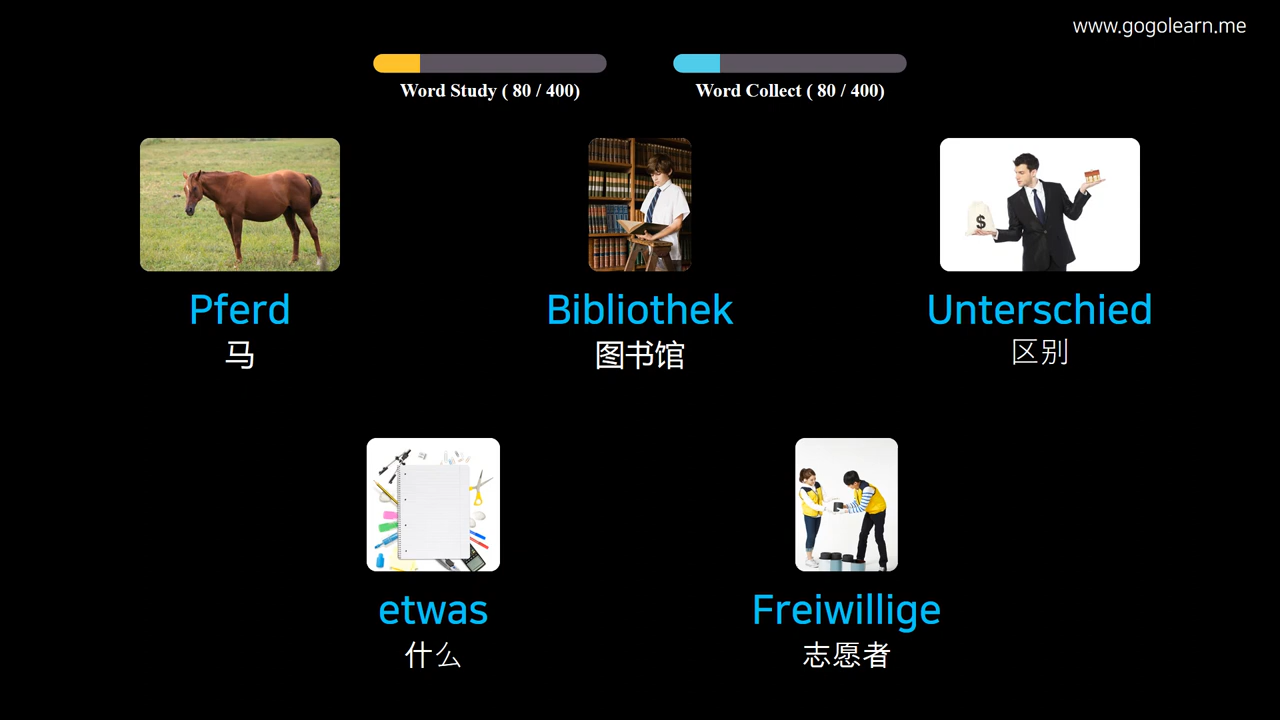 www.gogolearn.me
Word Study ( 80 / 400)
Word Collect ( 80 / 400)
Pferd
马
Bibliothek
图书馆
Unterschied
区别
$
etwas
什么
Freiwillige
志愿者